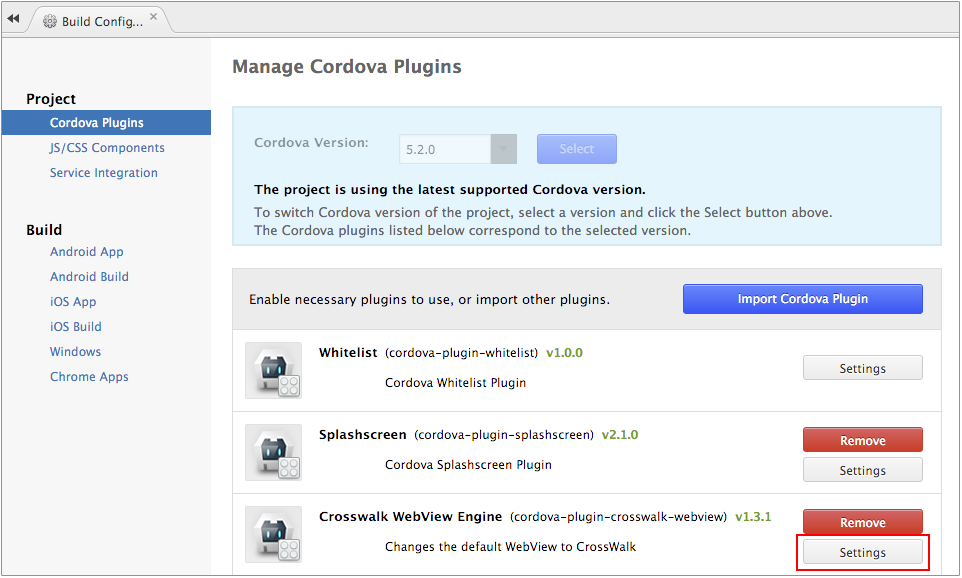 Build Config...
Manage Cordova Plugins
Project
Cordova Plugins
JS/CSS Components
Service Integration
Build
Android App
Android Build
iOS App
iOS Build
Windows
Chrome Apps
Cordova Version:
5.2.0
Select
The project is using the latest supported Cordova version.
To switch Cordova version of the project, select a version and click the Select button above.
The Cordova plugins listed below correspond to the selected version.
Enable necessary plugins to use, or import other plugins.
Import Cordova Plugin
Whitelist (cordova-plugin-whitelist) v1.0.0
Cordova Whitelist Plugin
Settings
Splashscreen (cordova-plugin-splashscreen) v2.1.0
Cordova Splashscreen Plugin
Remove
Settings
Crosswalk WebView Engine (cordova-plugin-crosswalk-webview) v1.3.1
Changes the default WebView to CrossWalk
Remove
Settings